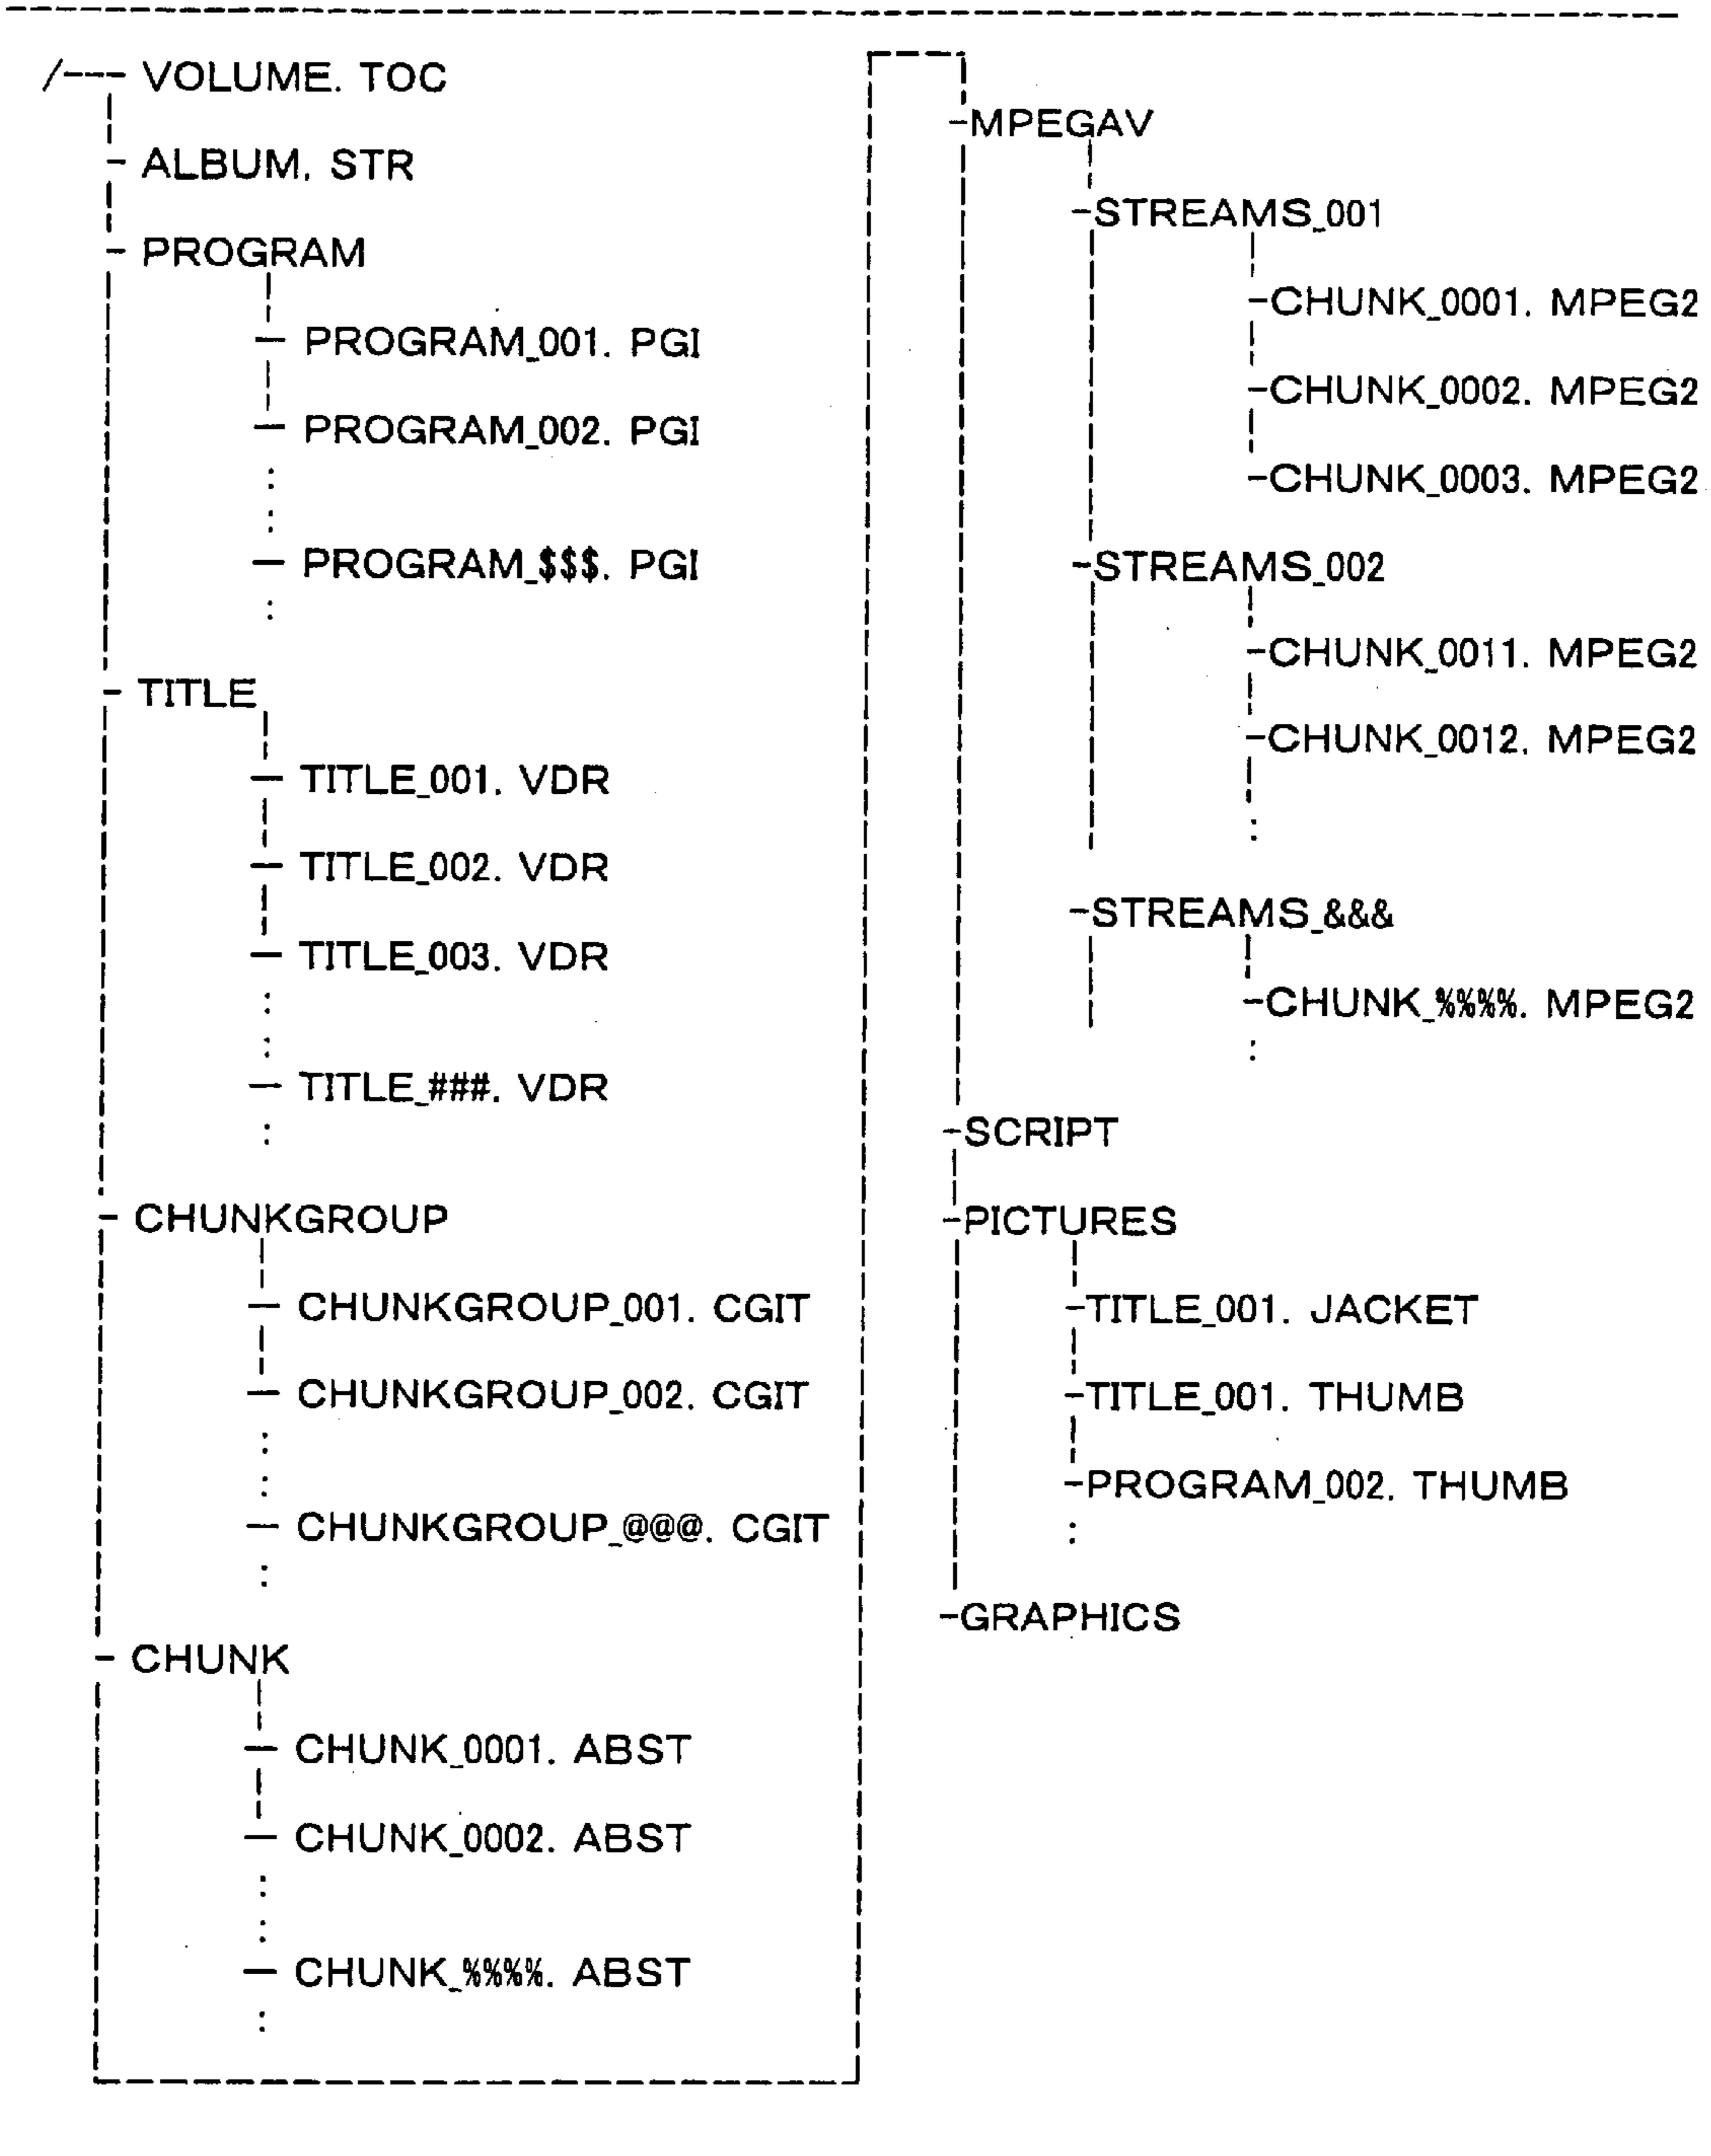 /--- VOLUME. TOC
- ALBUM. STR
- PROGRAM
— PROGRAM_001. PGI
— PROGRAM_002. PGI
:
:
— PROGRAM_$$$. PGI
:
- TITLE
— TITLE_001. VDR
— TITLE_002. VDR
— TITLE_003. VDR
:
:
— TITLE_###. VDR
:
- CHUNKGROUP
— CHUNKGROUP_001. CGIT
— CHUNKGROUP_002. CGIT
:
:
— CHUNKGROUP_@@@. CGIT
:
- CHUNK
— CHUNK_0001. ABST
— CHUNK_0002. ABST
:
:
— CHUNK_%%%%. ABST
:
-MPEGAV
-STREAMS_001
-CHUNK_0001. MPEG2
-CHUNK_0002. MPEG2
-CHUNK_0003. MPEG2
-STREAMS_002
-CHUNK_0011. MPEG2
-CHUNK_0012. MPEG2
:
-STREAMS_&&&
-CHUNK_%%%%. MPEG2
:
-SCRIPT
-PICTURES
-TITLE_001. JACKET
-TITLE_001. THUMB
-PROGRAM_002. THUMB
:
-GRAPHICS